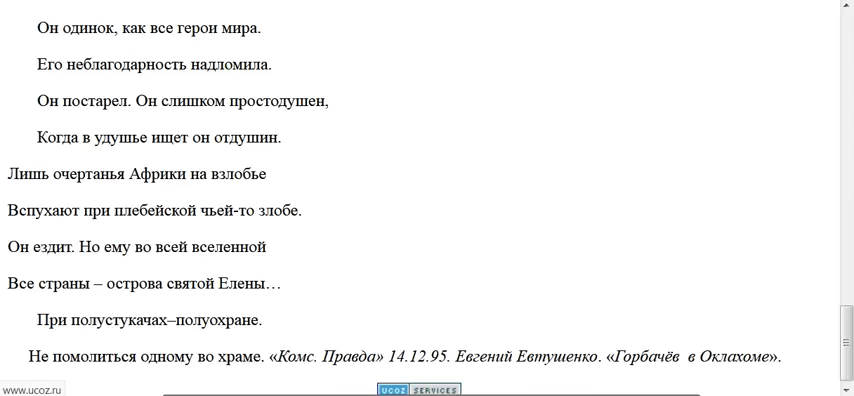 Он одинок, как все герои мира.
Его неблагодарность надломила.
Он постарел. Он слишком простодушен,
Когда в удушье ищет он отдушин.
Лишь очертанья Африки на взлобье
Вспухают при плебейской чьей-то злобе.
Он ездит. Но ему во всей вселенной
Все страны – острова святой Елены…
При полустукачах–полуохране.
Не помолиться одному во храме. «Комс. Правда» 14.12.95. Евгений Евтушенко. «Горбачёв в Оклахоме».
www.ucoz.ru
UCOZ SERVICES